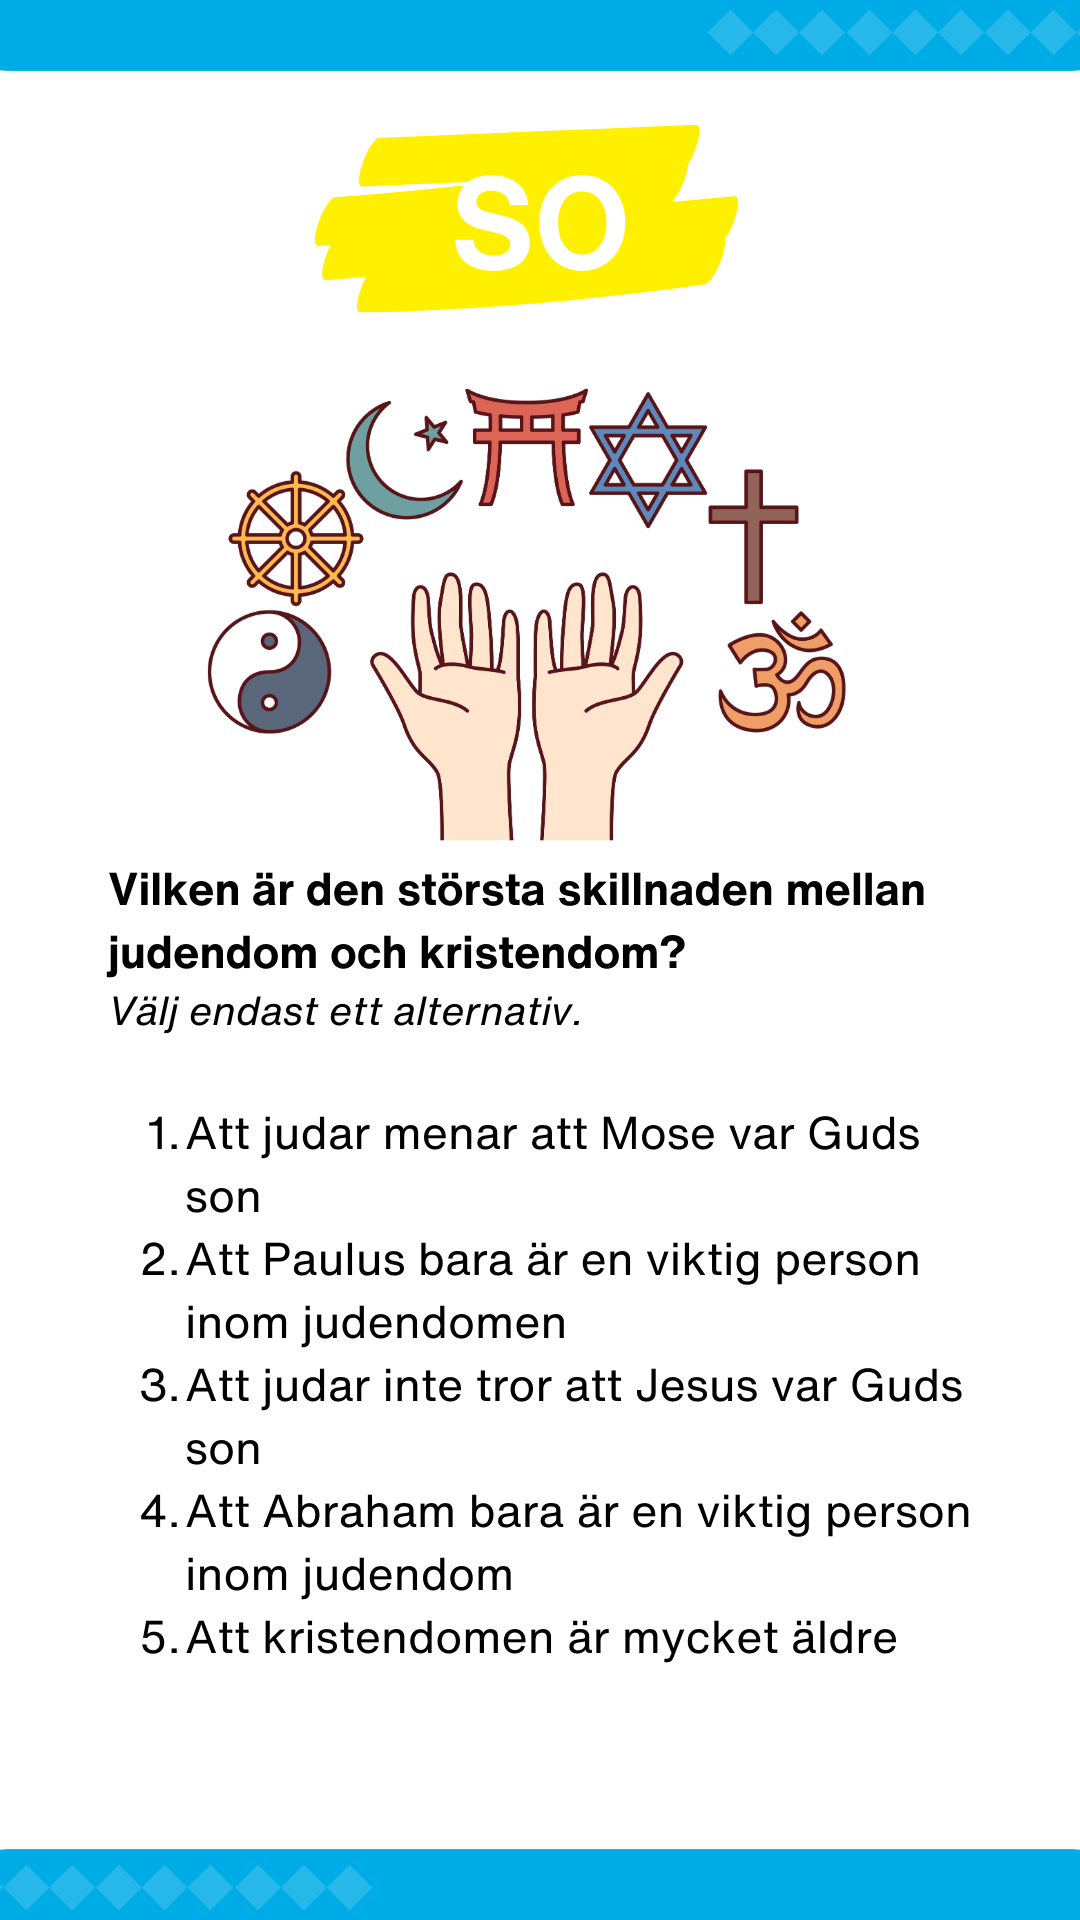 SO
Vilken är den största skillnaden mellan
judendom och kristendom?
Välj endast ett alternativ.
1. Att judar menar att Mose var Guds
son
2. Att Paulus bara är en viktig person
inom judendomen
3. Att judar inte tror att Jesus var Guds
son
4. Att Abraham bara är en viktig person
inom judendom
5. Att kristendomen är mycket äldre